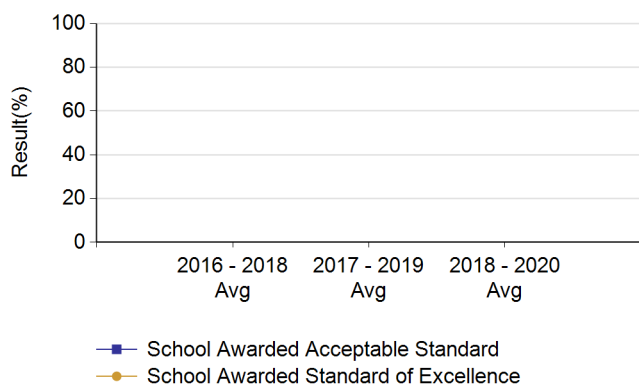 100
80
60
40
20
0
Result(%)
2016 - 2018 Avg
2017 - 2019 Avg
2018 - 2020 Avg
School Awarded Acceptable Standard
School Awarded Standard of Excellence